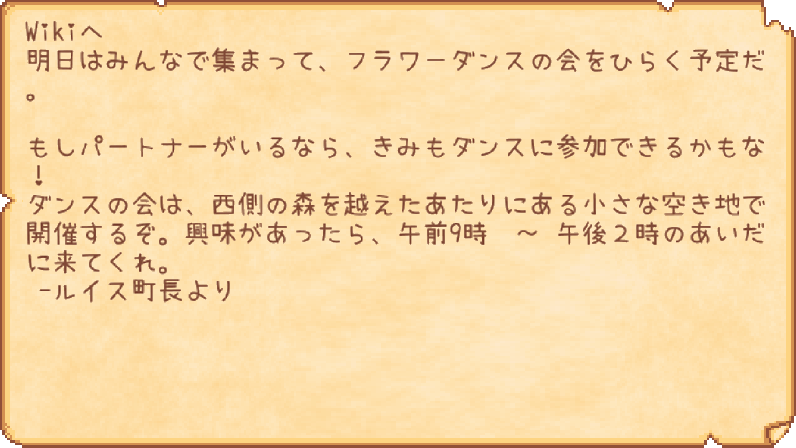 Wikiへ
明日はみんなで集まって、フラワーダンスの会をひらく予定だ
。
もしパートナーがいるなら、きみもダンスに参加できるかもな
！
ダンスの会は、西側の森を越えたあたりにある小さな空き地で
開催するぞ。興味があったら、午前9時　～ 午後２時のあいだ
に来てくれ。
-ルイス町長より